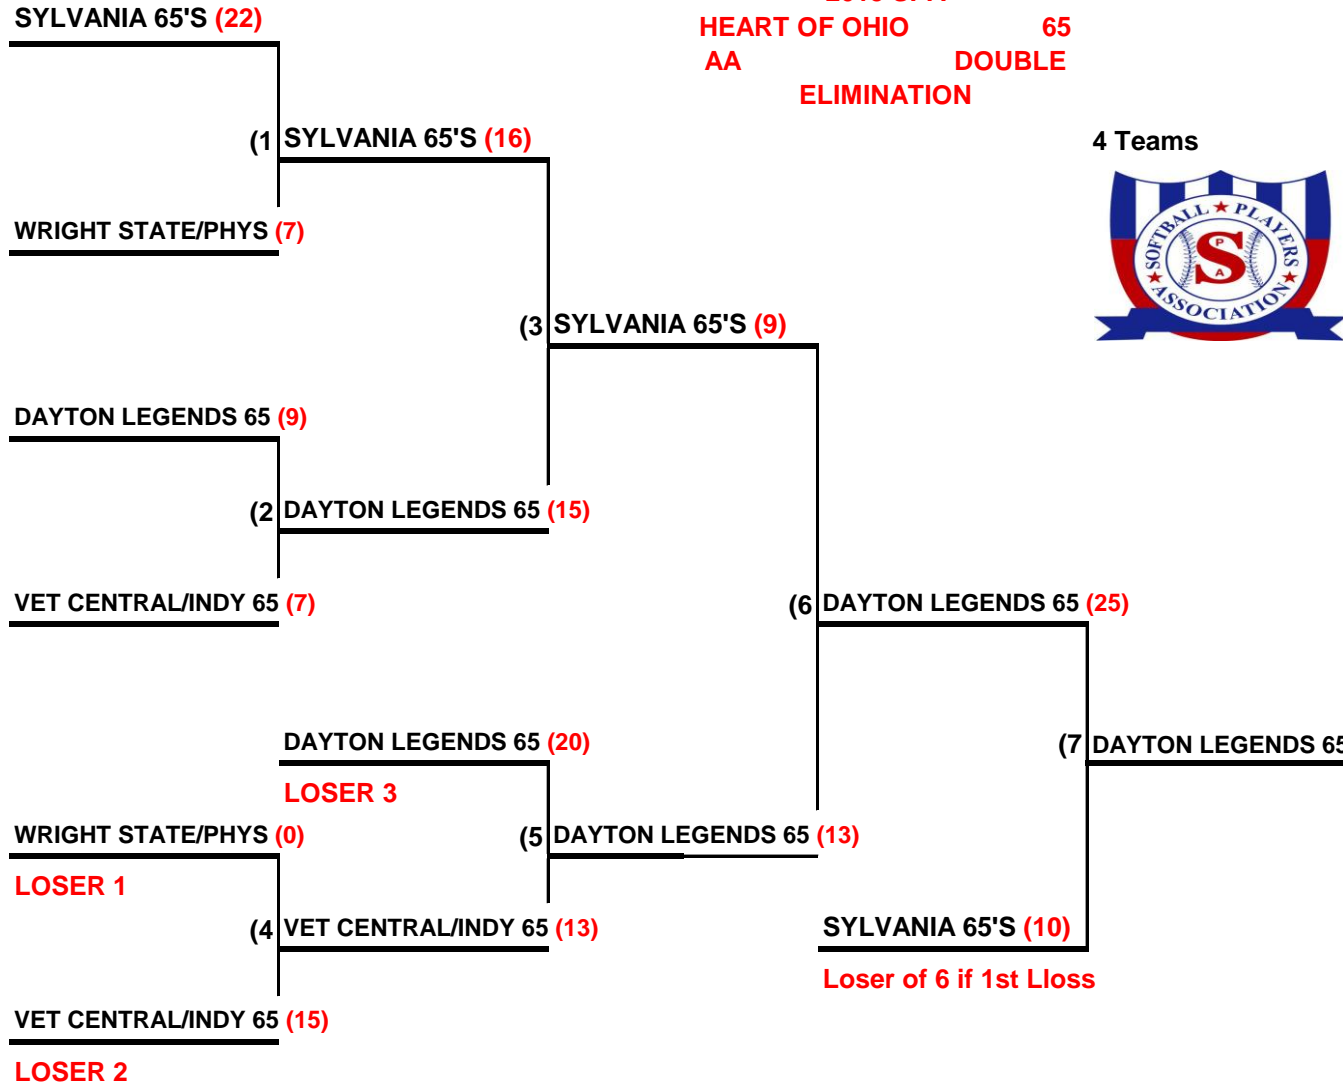 SYLVANIA 65'S (22)
HEART OF OHIO 65
AA DOUBLE
ELIMINATION
(1 SYLVANIA 65'S (16)
4 Teams
WRIGHT STATE/PHYS (7)
SOFTBALL ★ PLAYERS
S
P
A
★ ASSOCIATION ★
(3 SYLVANIA 65'S (9)
DAYTON LEGENDS 65 (9)
(2 DAYTON LEGENDS 65 (15)
VET CENTRAL/INDY 65 (7)
(6 DAYTON LEGENDS 65 (25)
DAYTON LEGENDS 65 (20)
(7 DAYTON LEGENDS 65
LOSER 3
WRIGHT STATE/PHYS (0)
(5 DAYTON LEGENDS 65 (13)
LOSER 1
(4 VET CENTRAL/INDY 65 (13)
SYLVANIA 65'S (10)
Loser of 6 if 1st Lloss
VET CENTRAL/INDY 65 (15)
LOSER 2